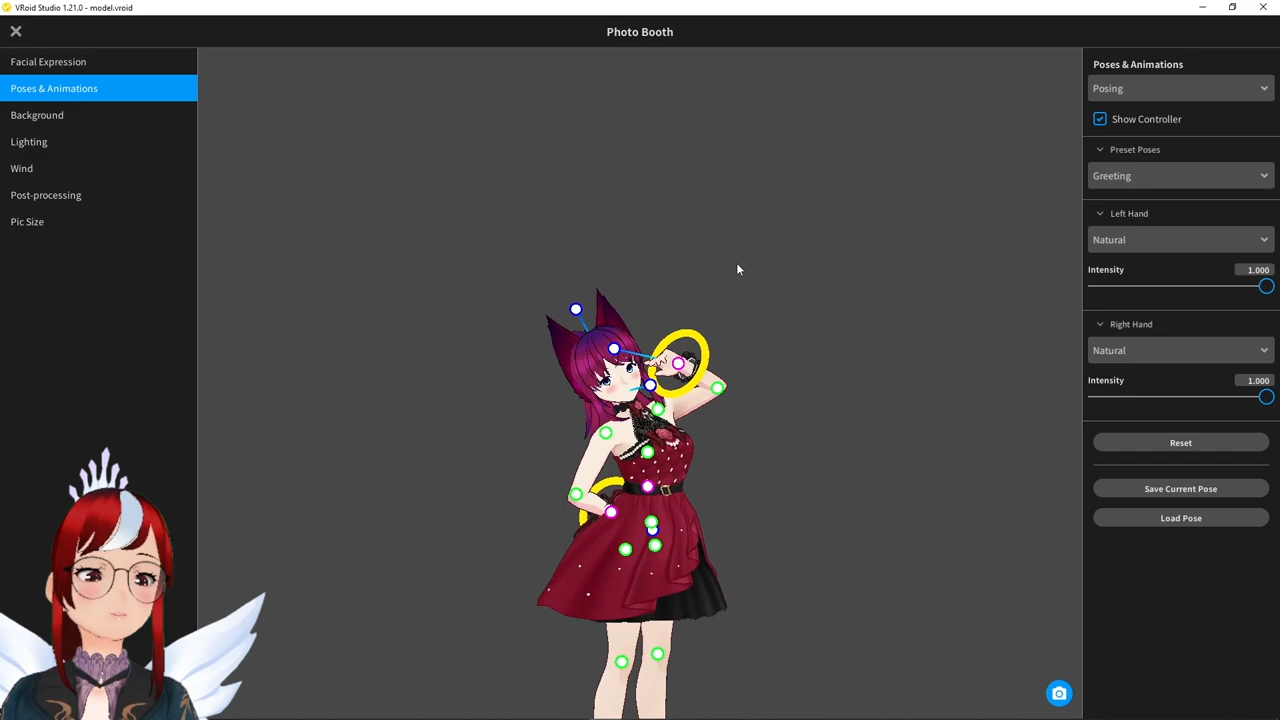 VRoid Studio 1.21.0 - model.vroid
Photo Booth
Facial Expression
Poses & Animations
Background
Lighting
Wind
Post-processing
Pic Size
Poses & Animations
Posing
Show Controller
Preset Poses
Greeting
Left Hand
Natural
Intensity 1.000
Right Hand
Natural
Intensity 1.000
Reset
Save Current Pose
Load Pose